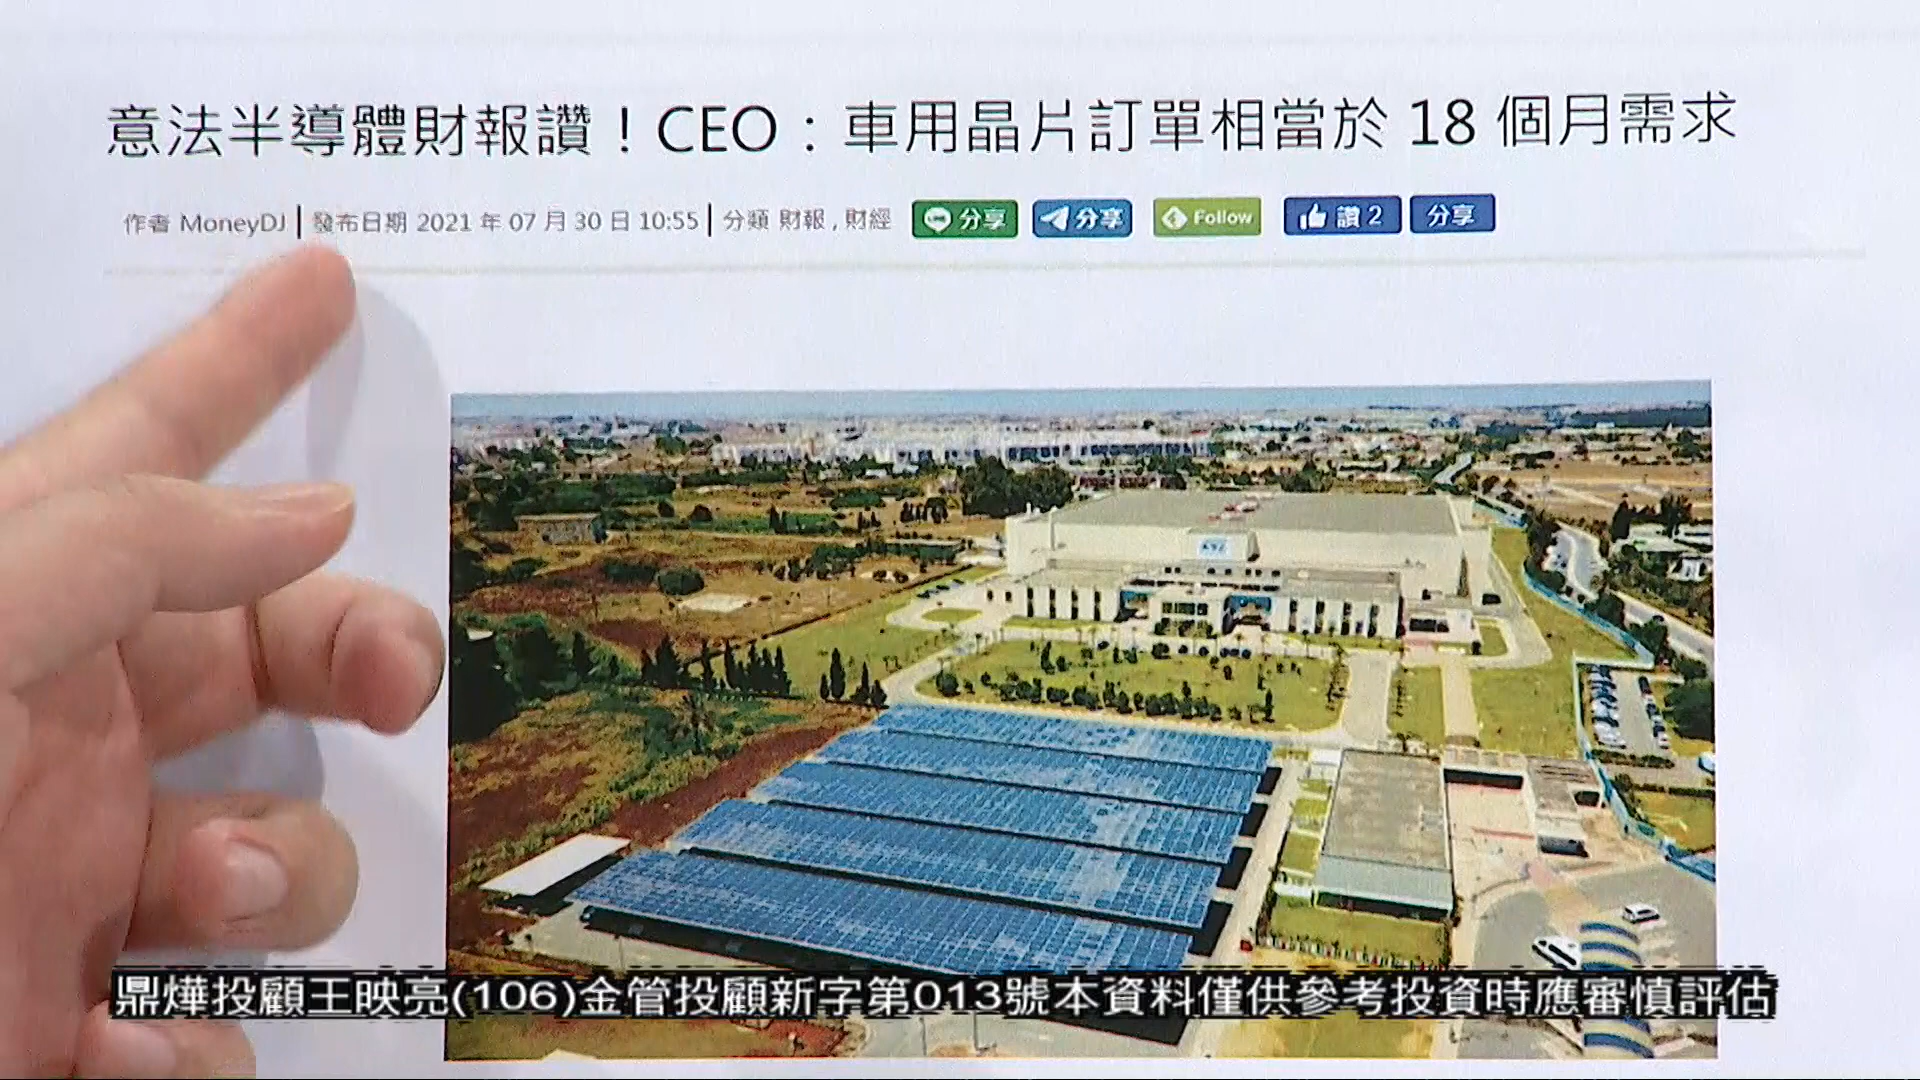 意法半導體財報讚！CEO：車用晶片訂單相當於 18 個月需求
作者 MoneyDJ | 發布日期 2021 年 07 月 30 日 10:55 | 分類 財報 , 財經 分享 分享 Follow 讚 2 分享
鼎燁投顧王映亮(106)金管投顧新字第013號本資料僅供參考投資時應審慎評估